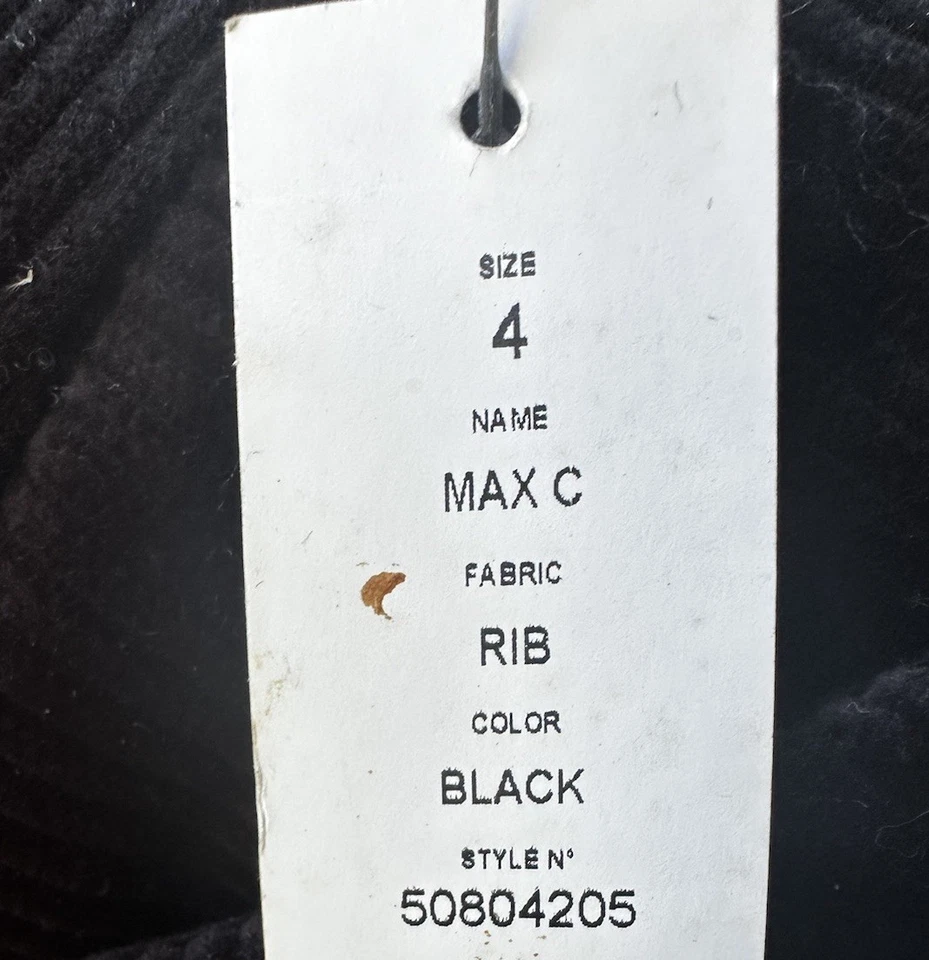 SIZE
4
NAME
MAX C
FABRIC
RIB
COLOR
BLACK
STYLE N°
50804205